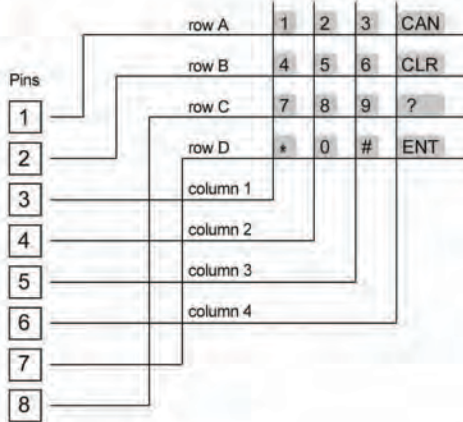 row A 1 2 3 CAN
row B 4 5 6 CLR
Pins
row C 7 8 9 ?
1
row D * 0 # ENT
2
column 1
3
column 2
4
column 3
5
column 4
6
7
8